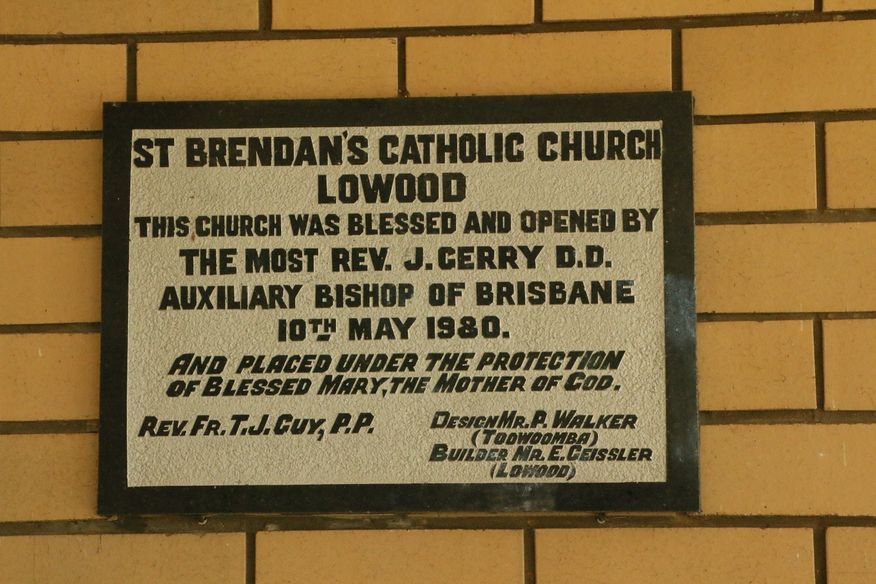 ST BRENDAN'S CATHOLIC CHURCH
LOWOOD
THIS CHURCH WAS BLESSED AND OPENED BY
THE MOST REV. J. GERRY D.D.
AUXILIARY BISHOP OF BRISBANE
10TH MAY 1980.
AND PLACED UNDER THE PROTECTION
OF BLESSED MARY, THE MOTHER OF GOD.
REV. FR. T. J. GUY, P.P.
DESIGN MR. P. WALKER
(TOOWOOMBA)
BUILDER MR. E. GEISSLER
(LOWOOD)